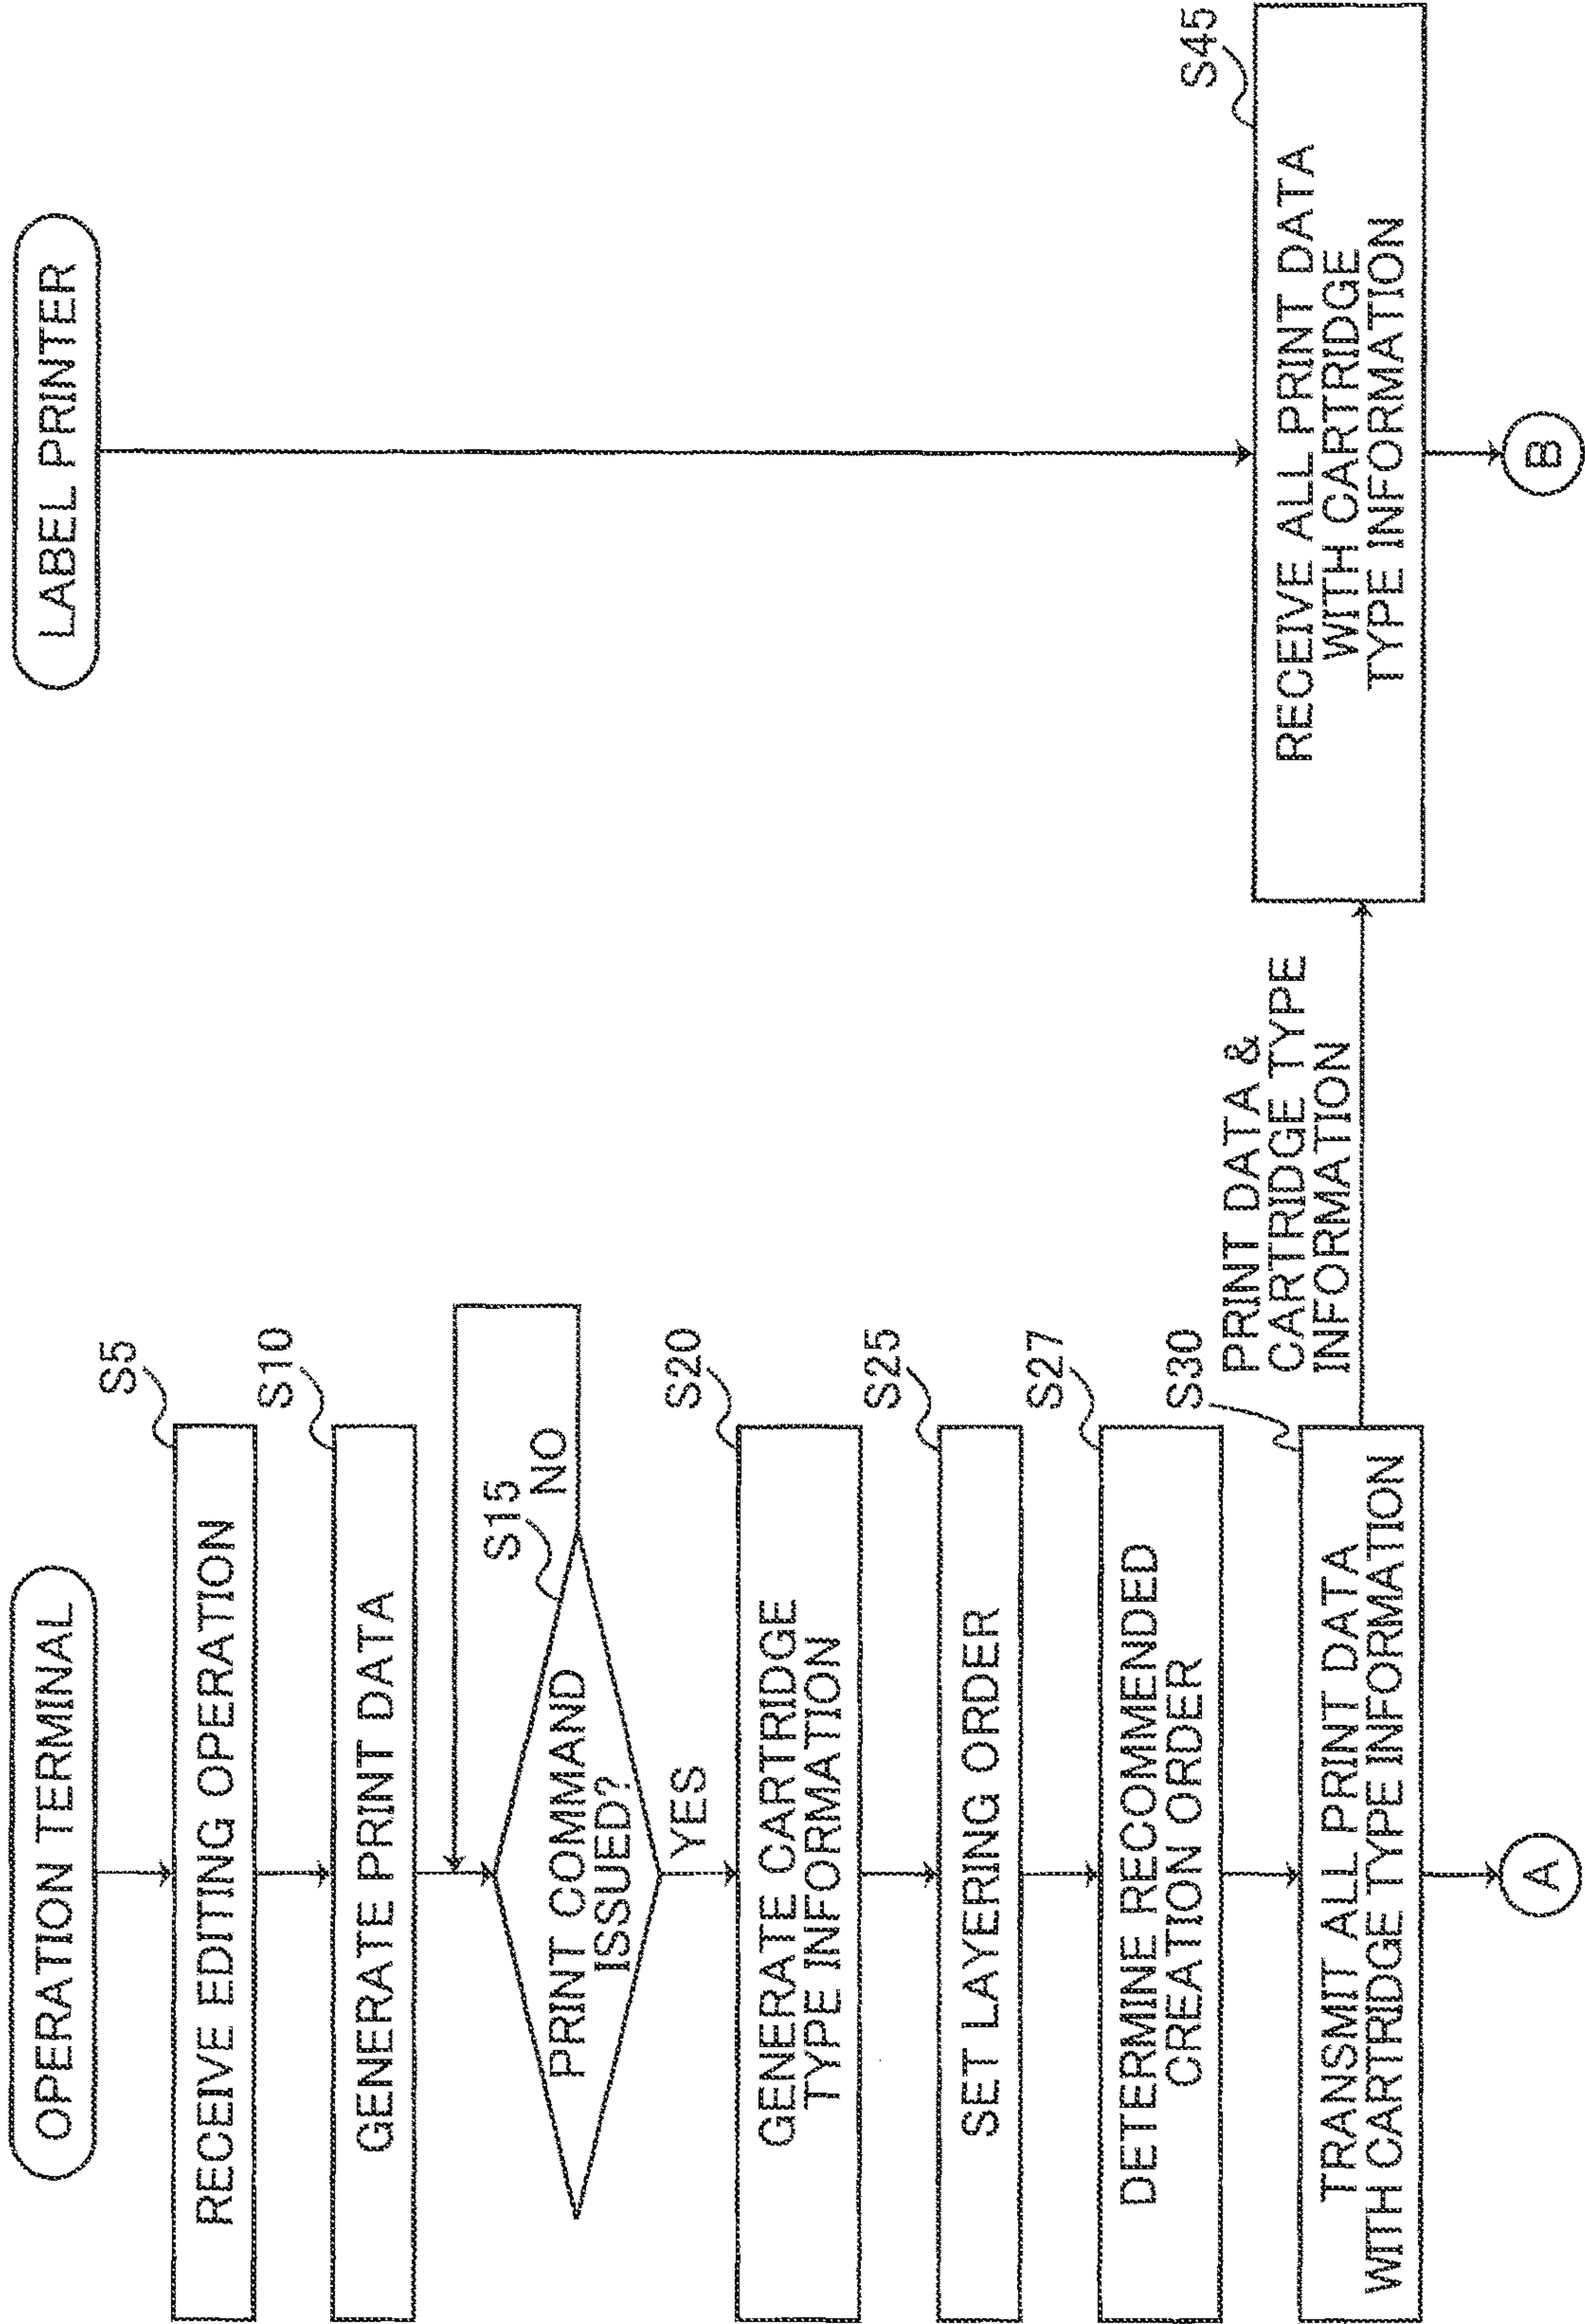 OPERATION TERMINAL
S5
RECEIVE EDITING OPERATION
S10
GENERATE PRINT DATA
S15
NO
PRINT COMMAND
ISSUED?
YES
S20
GENERATE CARTRIDGE
TYPE INFORMATION
S25
SET LAYERING ORDER
S27
DETERMINE RECOMMENDED
CREATION ORDER
S30
TRANSMIT ALL PRINT DATA
WITH CARTRIDGE TYPE INFORMATION
A
PRINT DATA &
CARTRIDGE TYPE
INFORMATION
LABEL PRINTER
S45
RECEIVE ALL PRINT DATA
WITH CARTRIDGE
TYPE INFORMATION
B